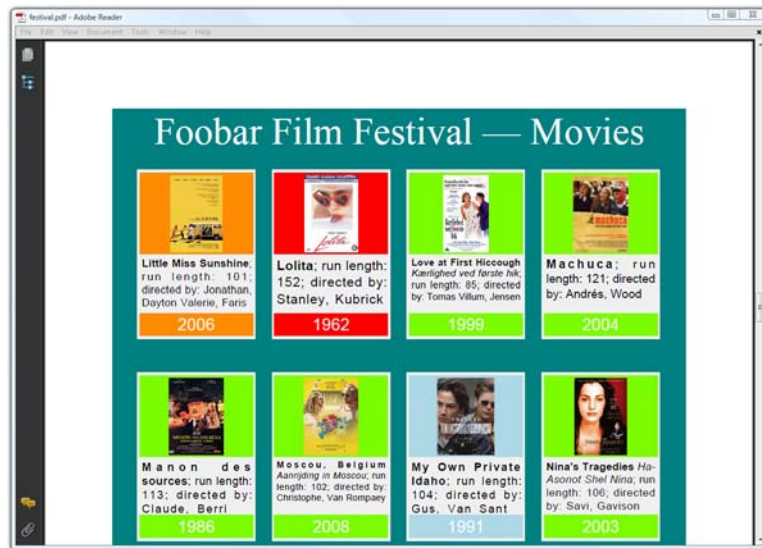 festival.pdf - Adobe Reader
File Edit View Document Tools Window Help
Foobar Film Festival — Movies
Little Miss Sunshine;
run length: 101;
directed by: Jonathan,
Dayton Valerie, Faris
2006
Lolita
Lolita; run length:
152; directed by:
Stanley, Kubrick
1962
Love at First Hiccough
Kærlighed ved første hik;
run length: 85; directed
by: Tomas Villum, Jensen
1999
machuca
Machuca; run
length: 121; directed
by: Andrés, Wood
2004
Manon des
sources; run length:
113; directed by:
Claude, Berri
1986
Moscou, Belgium
Aanrijding in Moscou; run
length: 102; directed by:
Christophe, Van Rompaey
2008
My Own Private
Idaho; run length:
104; directed by:
Gus, Van Sant
1991
Nina's Tragedies Ha-
Asonot Shel Nina; run
length: 106; directed
by: Savi, Gavison
2003